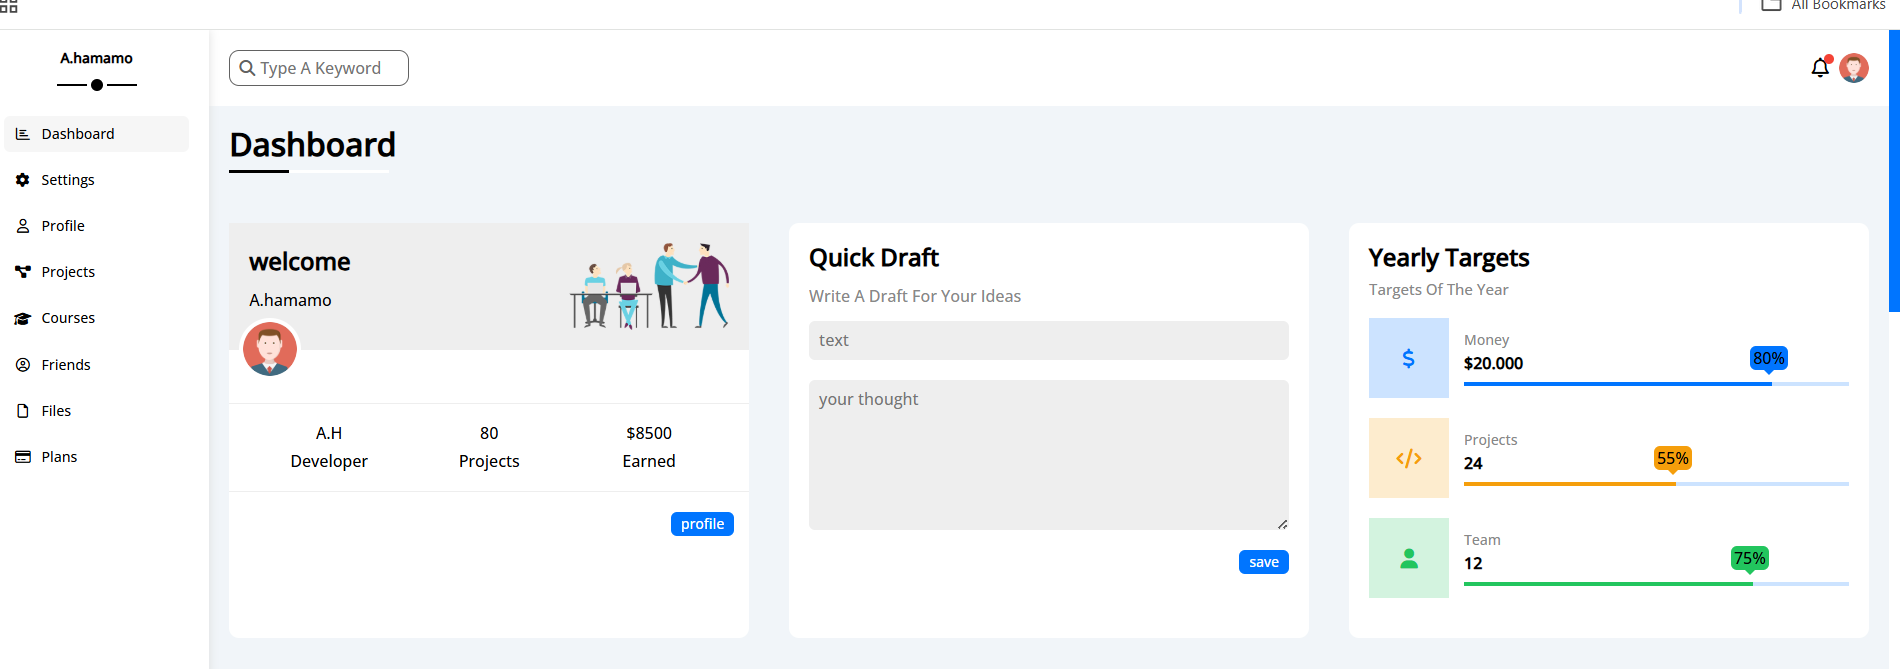 All Bookmarks
A.hamamo
Type A Keyword
Dashboard
Settings
Profile
Projects
Courses
Friends
Files
Plans
Dashboard
welcome
A.hamamo
A.H
Developer
80
Projects
$8500
Earned
profile
Quick Draft
Write A Draft For Your Ideas
text
your thought
save
Yearly Targets
Targets Of The Year
$
Money
$20.000
80%
</>
Projects
24
55%
Team
12
75%